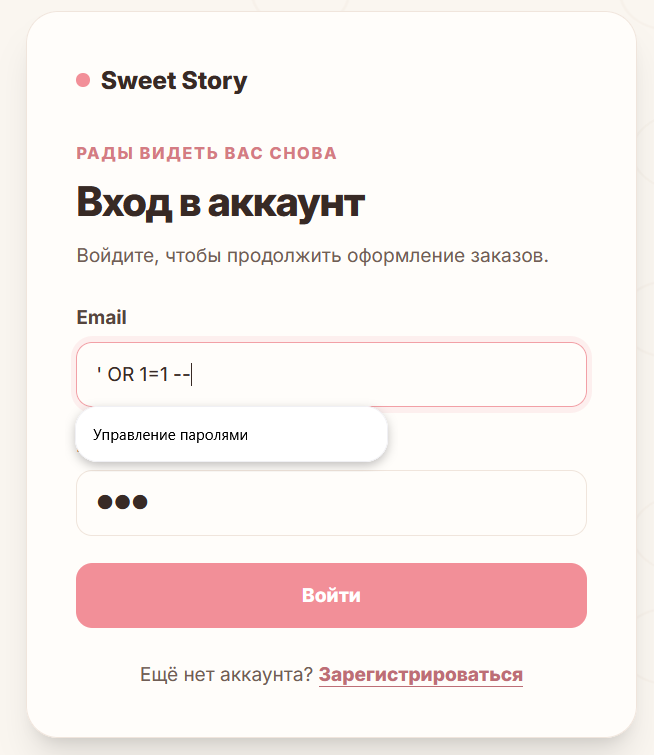 Sweet Story
РАДЫ ВИДЕТЬ ВАС СНОВА
Вход в аккаунт
Войдите, чтобы продолжить оформление заказов.
Email
' OR 1=1 --
Управление паролями
●●●
Войти
Ещё нет аккаунта? Зарегистрироваться